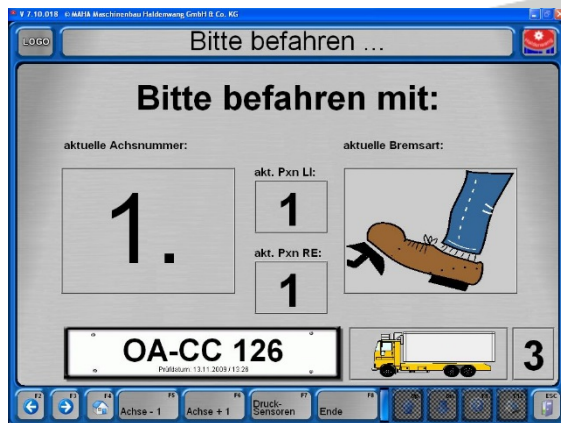 V 7.10.018 © MAHA Maschinenbau Haldenwang GmbH & Co. KG
LOGO
Bitte befahren ...
Bitte befahren mit:
aktuelle Achsnummer:
aktuelle Bremsart:
akt. Pxn LI:
1.
1
akt. Pxn RE:
1
OA-CC 126
Prüfdatum: 13.11.2009 / 13:28
3
F2
F3
F4
F5
Achse - 1
F6
Achse + 1
F7
Druck-
Sensoren
F8
Ende
ESC